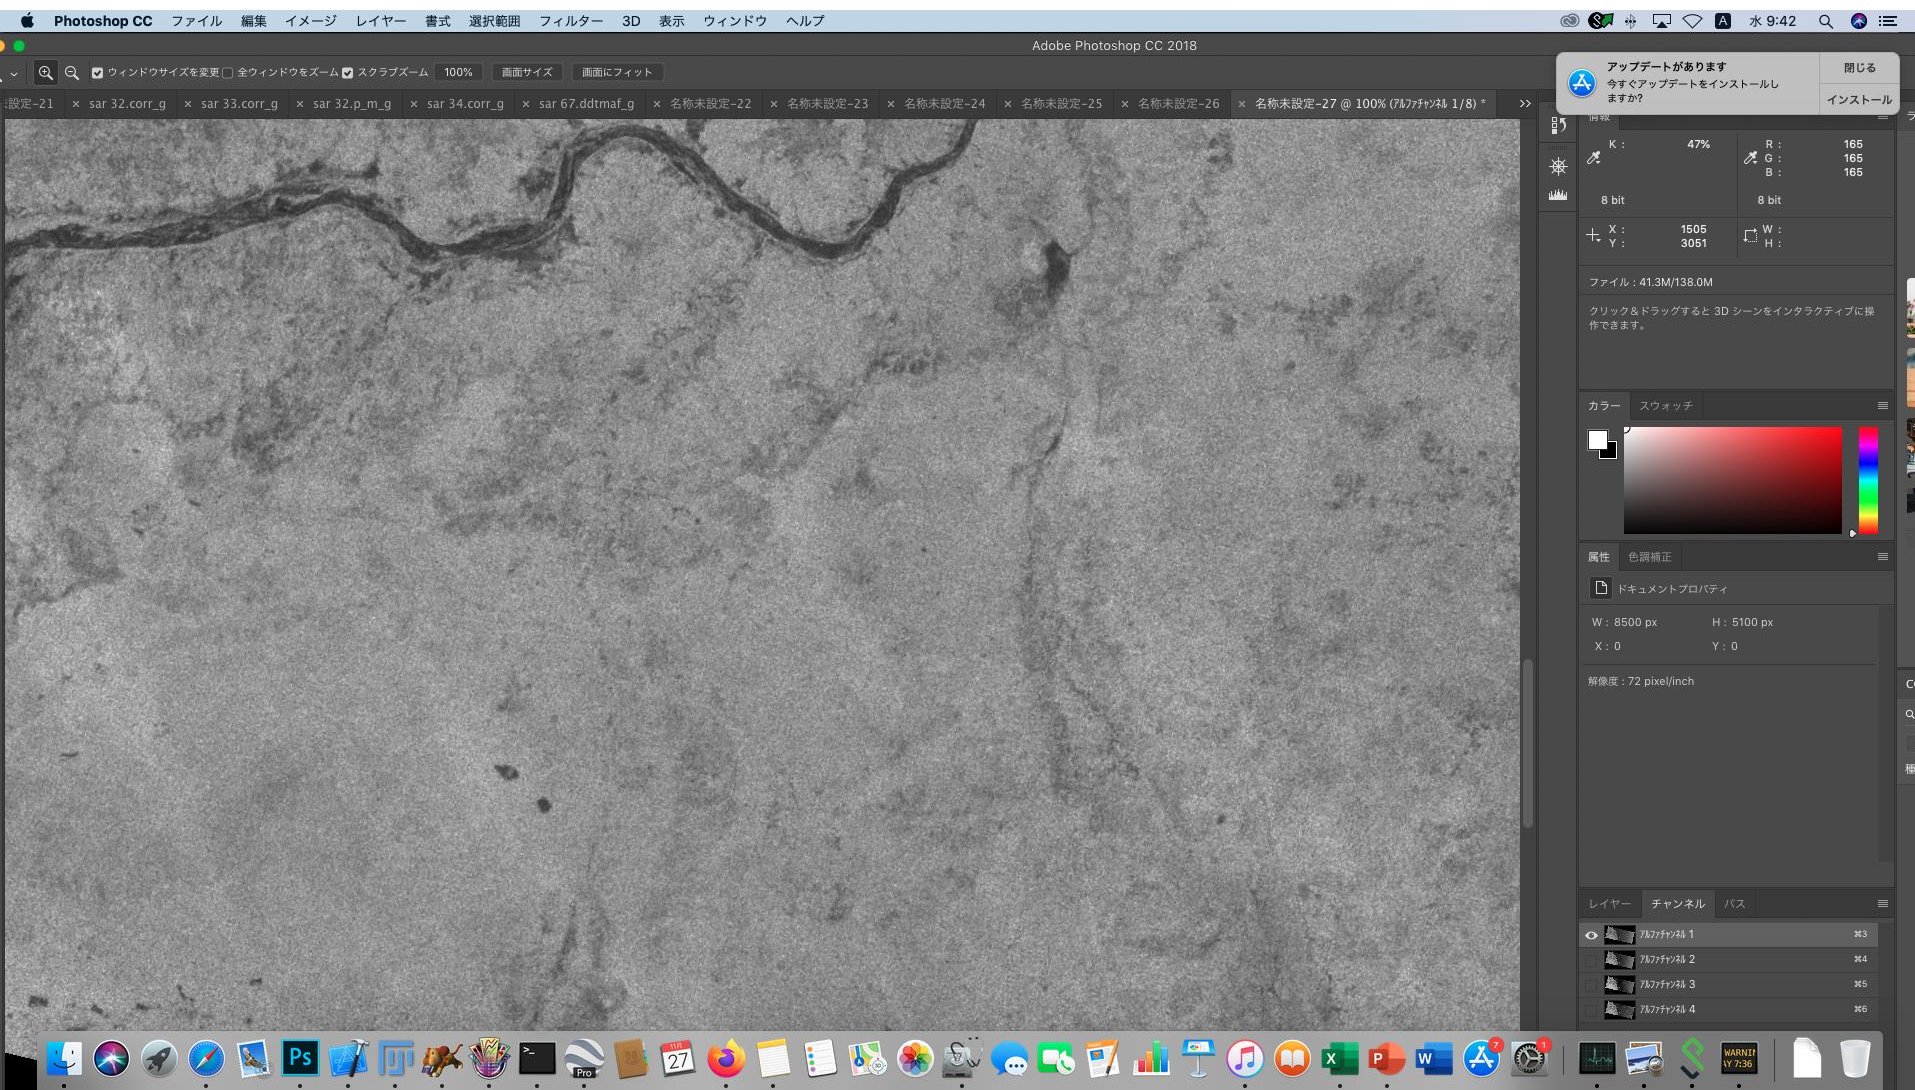 Photoshop CC ファイル 編集 イメージ レイヤー 書式 選択範囲 フィルター 3D 表示 ウィンドウ ヘルプ
A 水 9:42
Adobe Photoshop CC 2018
ウィンドウサイズを変更 全ウィンドウをズーム スクラブズーム 100% 画面サイズ 画面にフィット
アップデートがあります
今すぐアップデートをインストールし
ますか?
閉じる
インストール
設定-21 × sar 32.corr_g × sar 33.corr_g × sar 32.p_m_g × sar 34.corr_g × sar 67.ddtmaf_g × 名称未設定-22 × 名称未設定-23 × 名称未設定-24 × 名称未設定-25 × 名称未設定-26 × 名称未設定-27 @ 100% (ｱﾙﾌｧﾁｬﾝﾈﾙ 1/8) * >>
情報
K : 47%
R : 165
G : 165
B : 165
8 bit 8 bit
X : 1505
Y : 3051
W :
H :
ファイル : 41.3M/138.0M
クリック＆ドラッグすると 3D シーンをインタラクティブに操
作できます。
カラー スウォッチ
属性 色調補正
ドキュメントプロパティ
W : 8500 px H : 5100 px
X : 0 Y : 0
解像度 : 72 pixel/inch
レイヤー チャンネル パス
ｱﾙﾌｧﾁｬﾝﾈﾙ 1 ⌘3
ｱﾙﾌｧﾁｬﾝﾈﾙ 2 ⌘4
ｱﾙﾌｧﾁｬﾝﾈﾙ 3 ⌘5
ｱﾙﾌｧﾁｬﾝﾈﾙ 4 ⌘6
Ps
Pro
11月
27
X
P
W
7
1
WARNIN
AY 7:36